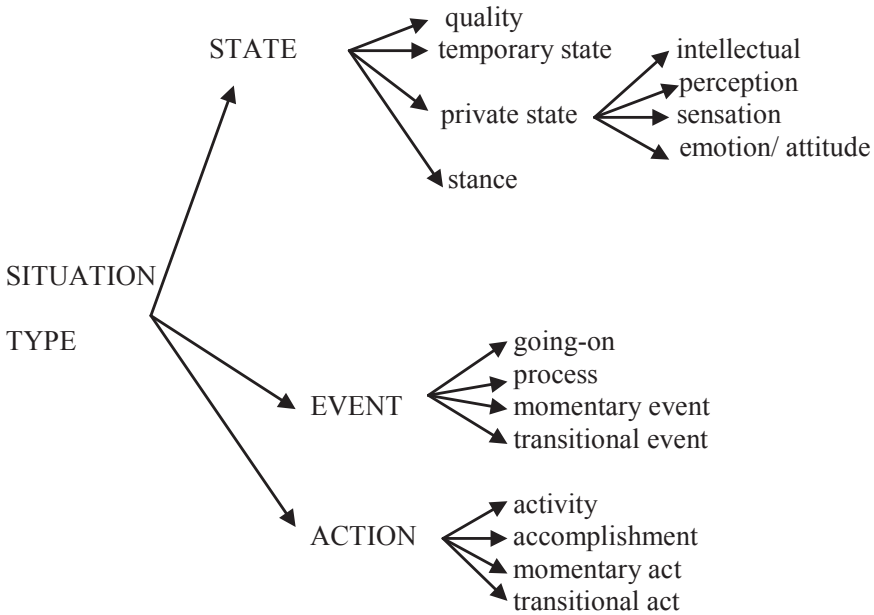 quality
STATE
temporary state
intellectual
perception
private state
sensation
emotion/ attitude
stance
SITUATION
TYPE
going-on
process
EVENT
momentary event
transitional event
activity
ACTION
accomplishment
momentary act
transitional act